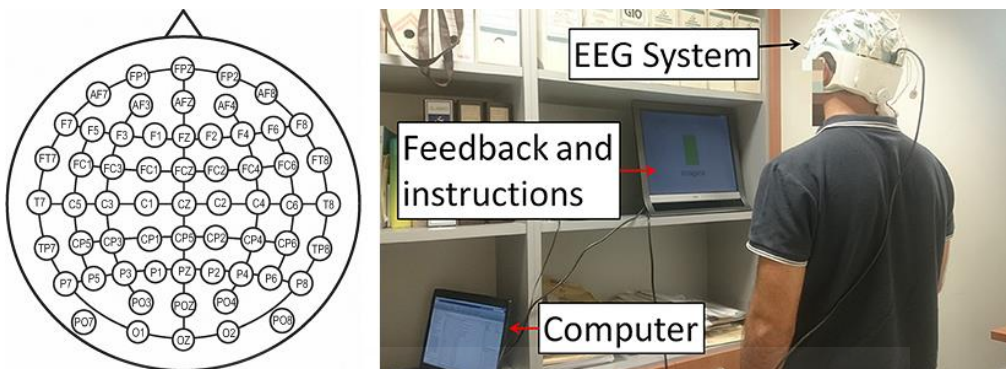 FP1 FPZ FP2
AF7 AF3 AFZ AF4 AF8
F7 F5 F3 F1 FZ F2 F4 F6 F8
FT7 FC1 FC3 FC1 FCZ FC2 FC4 FC6 FT8
T7 C5 C3 C1 CZ C2 C4 C6 T8
TP7 CP5 CP3 CP1 CP5 CP2 CP4 CP6 TP8
P7 P5 P3 P1 PZ P2 P4 P6 P8
PO7 PO3 POZ PO4 PO8
O1 OZ O2
GIO
EEG System
Feedback and
instructions
Computer